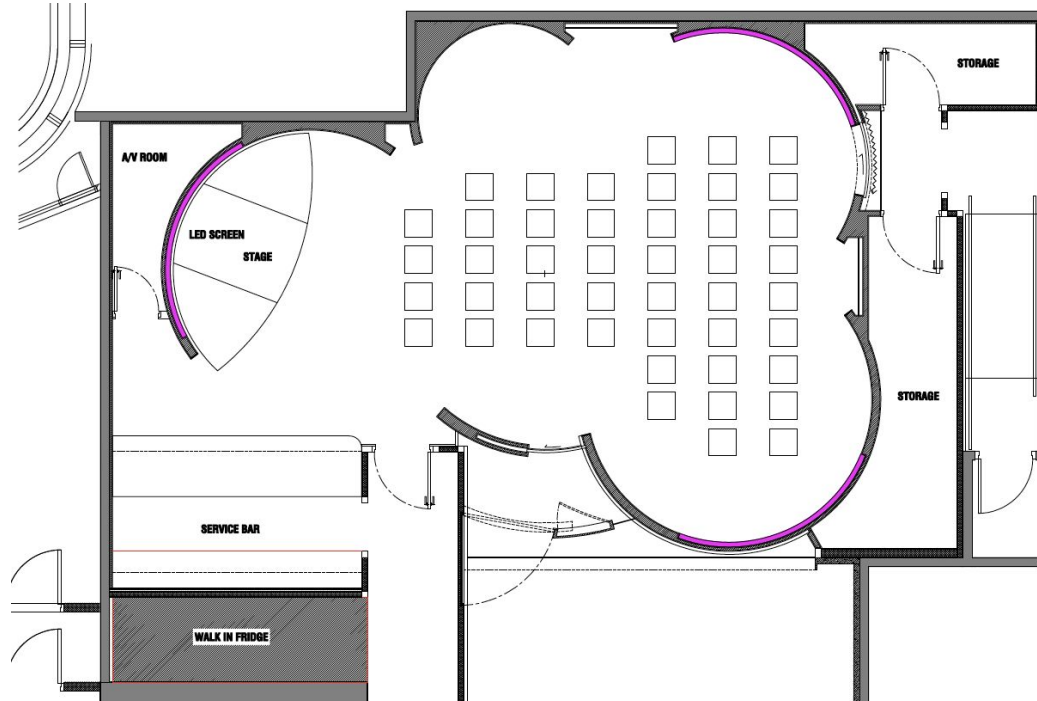 STORAGE
A/V ROOM
LED SCREEN
STAGE
STORAGE
SERVICE BAR
WALK IN FRIDGE